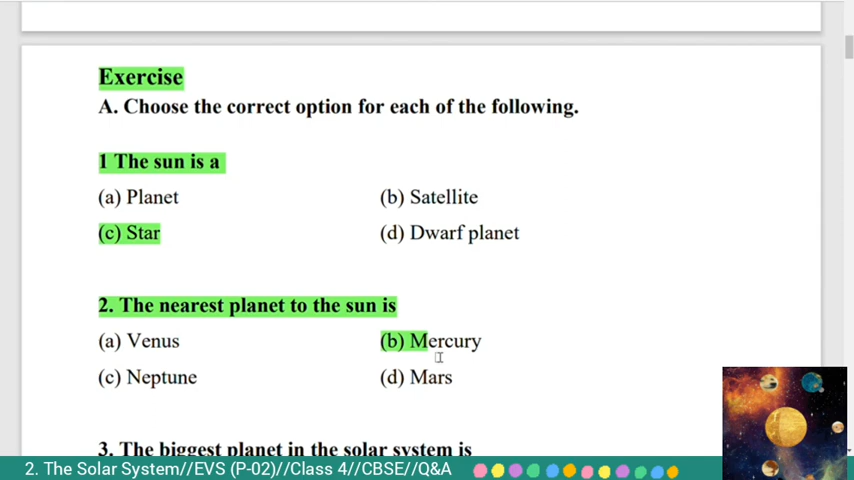 Exercise
A. Choose the correct option for each of the following.
1 The sun is a
(a) Planet (b) Satellite
(c) Star (d) Dwarf planet
2. The nearest planet to the sun is
(a) Venus (b) Mercury
(c) Neptune (d) Mars
3. The biggest planet in the solar system is
2. The Solar System//EVS (P-02)//Class 4//CBSE//Q&A